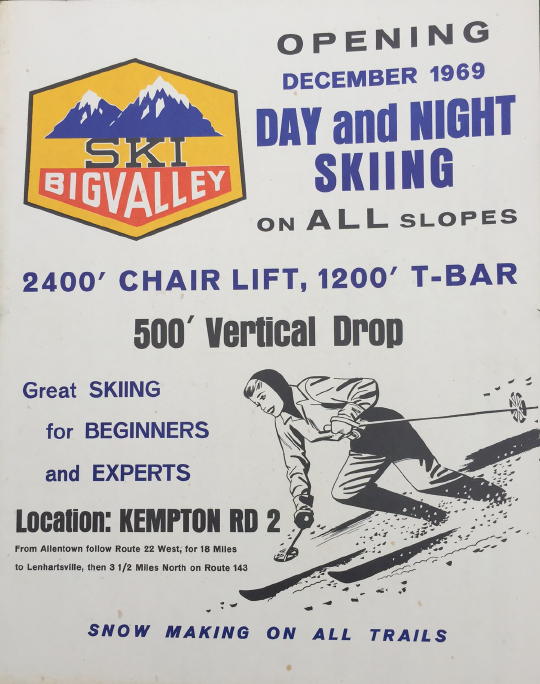 OPENING
DECEMBER 1969
DAY and NIGHT
SKIING
ON ALL SLOPES
SKI
BIG VALLEY
2400' CHAIR LIFT, 1200' T-BAR
500' Vertical Drop
Great SKIING
for BEGINNERS
and EXPERTS
Location: KEMPTON RD 2
From Allentown follow Route 22 West, for 18 Miles
to Lenhartsville, then 3 1/2 Miles North on Route 143
SNOW MAKING ON ALL TRAILS